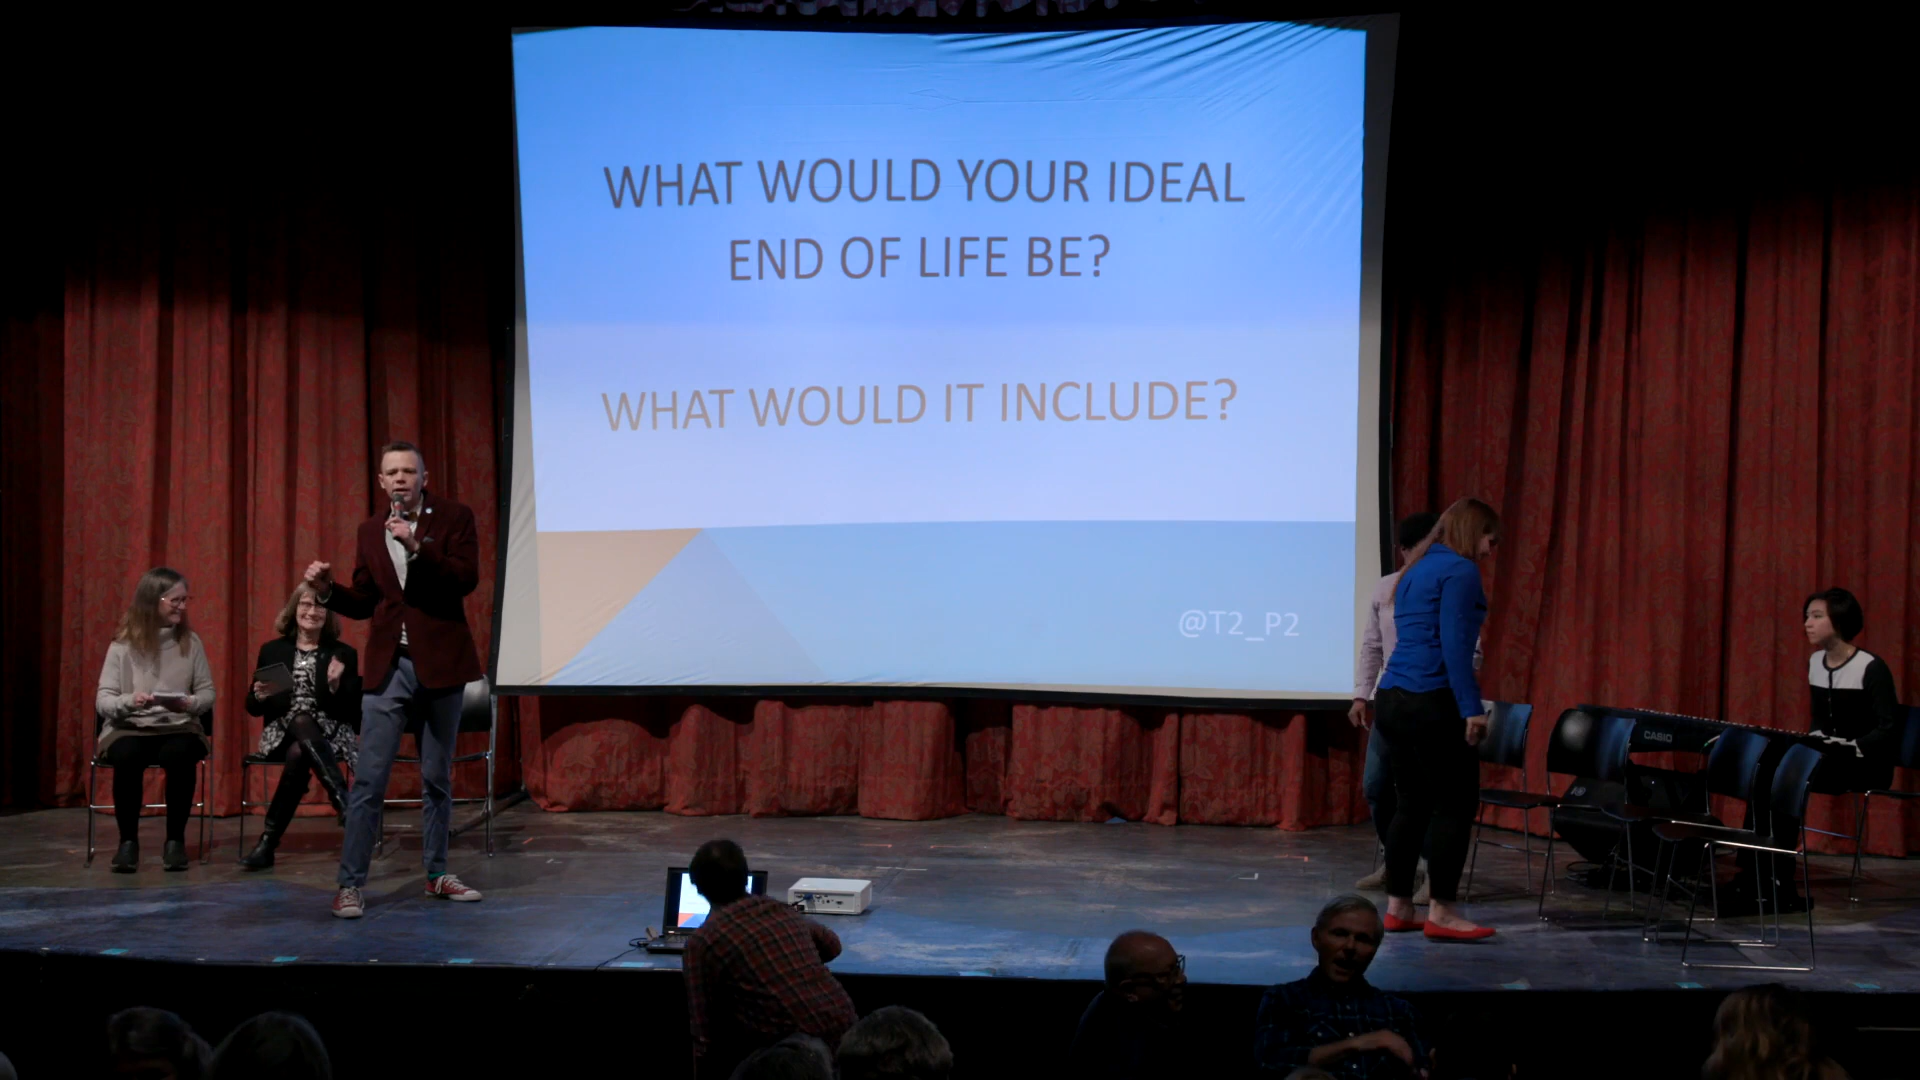 WHAT WOULD YOUR IDEAL
END OF LIFE BE?
WHAT WOULD IT INCLUDE?
@T2_P2
CASIO